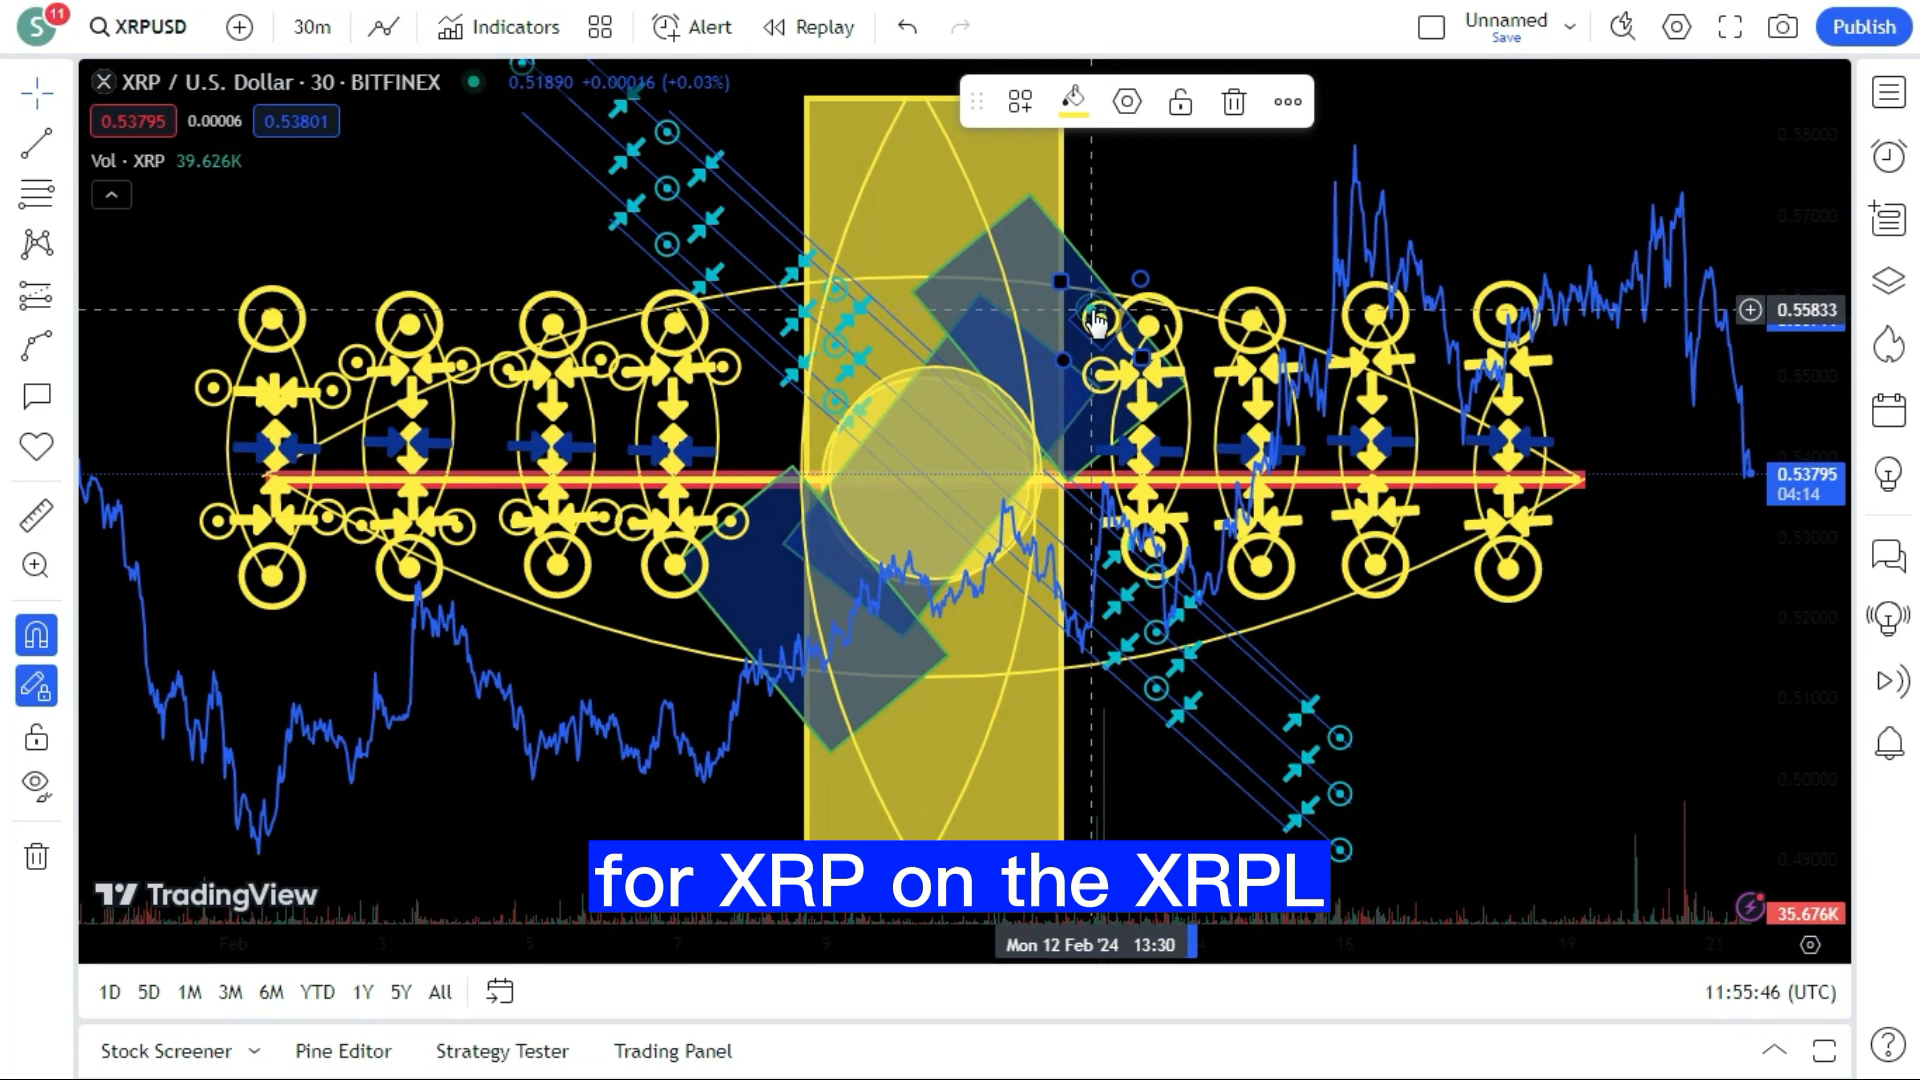 S 11 XRPUSD 30m Indicators Alert Replay Unnamed Save Publish
XRP / U.S. Dollar · 30 · BITFINEX 0.51890 +0.00016 (+0.03%)
0.53795 0.00006 0.53801
Vol · XRP 39.626K
0.58000
0.57000
0.55833
0.55000
0.53795
04:14
0.53000
0.52000
0.51000
0.50000
0.49000
for XRP on the XRPL
TradingView
35.676K
Feb 3 5 7 9 Mon 12 Feb '24 13:30 16 19 21
1D 5D 1M 3M 6M YTD 1Y 5Y All 11:55:46 (UTC)
Stock Screener Pine Editor Strategy Tester Trading Panel